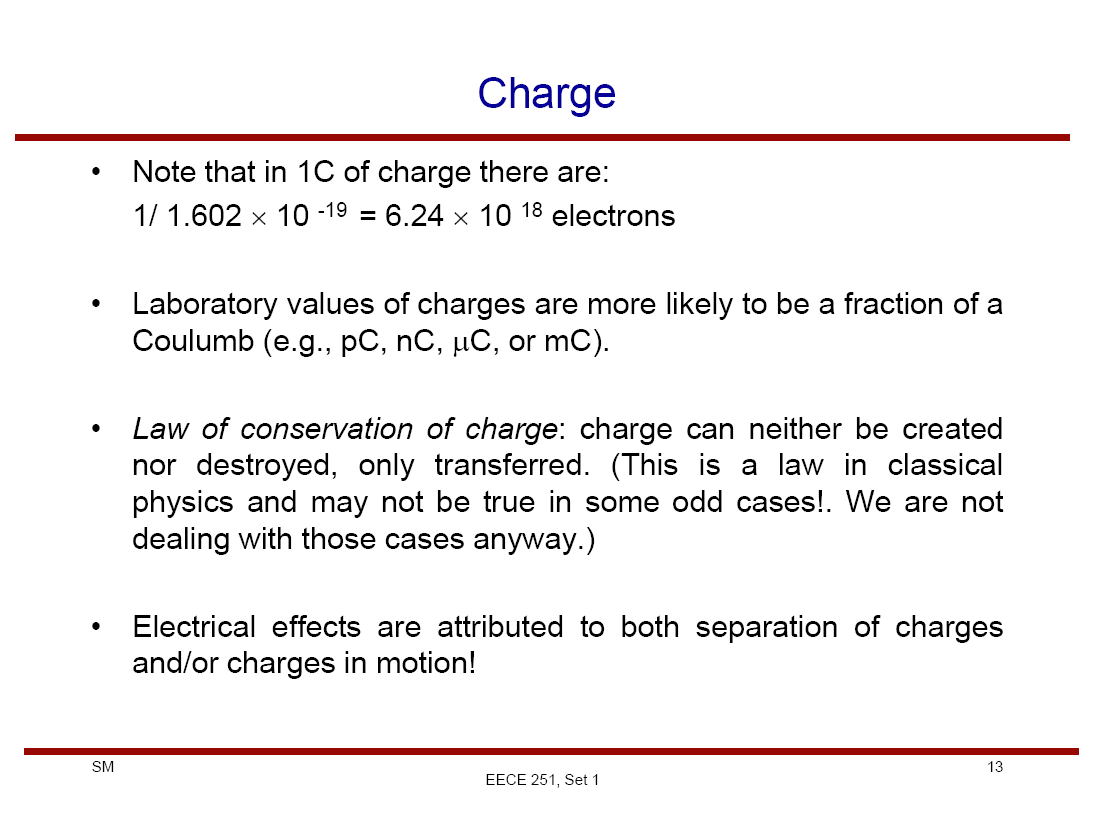 Charge
• Note that in 1C of charge there are:
1/ 1.602 × 10 -19 = 6.24 × 10 18 electrons
• Laboratory values of charges are more likely to be a fraction of a
Coulumb (e.g., pC, nC, μC, or mC).
• Law of conservation of charge: charge can neither be created
nor destroyed, only transferred. (This is a law in classical
physics and may not be true in some odd cases!. We are not
dealing with those cases anyway.)
• Electrical effects are attributed to both separation of charges
and/or charges in motion!
SM
EECE 251, Set 1
13